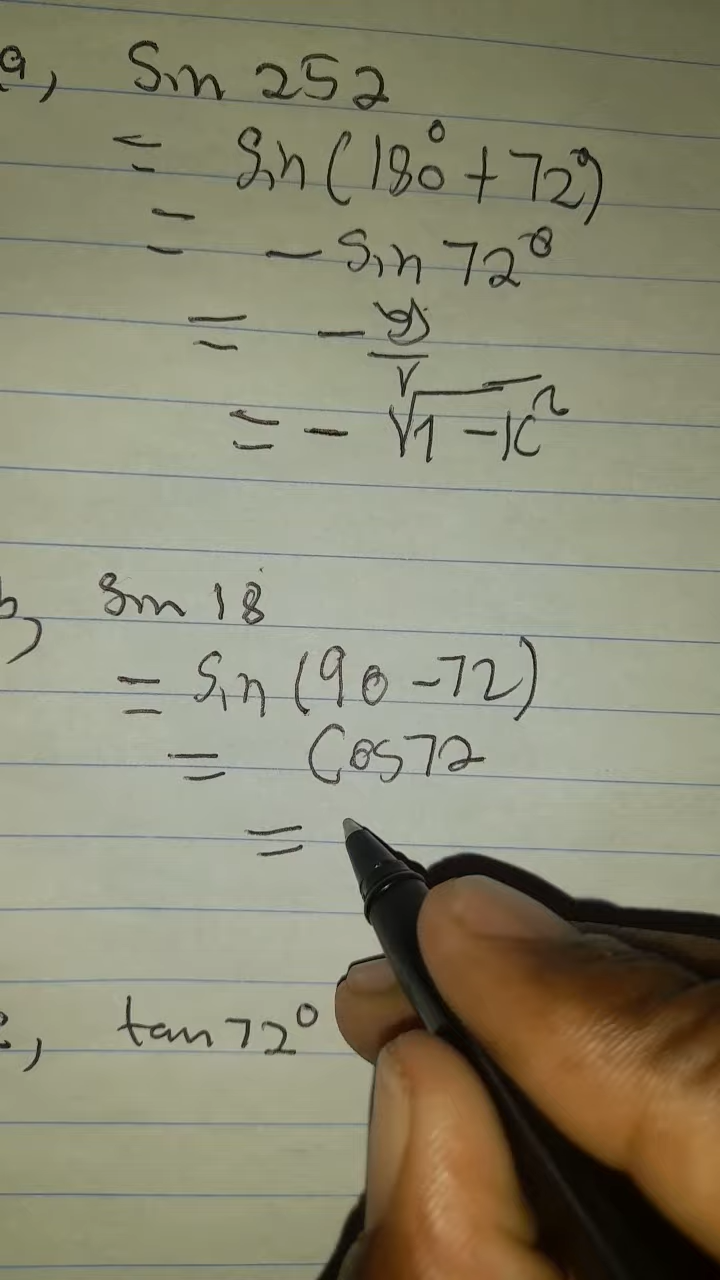 a, Sin 252
= Sin (180° + 72°)
= - Sin 72°
= - y/r
= - √1 - K²
b, Sin 18
= Sin (90 - 72)
= Cos 72
=
, tan 72°